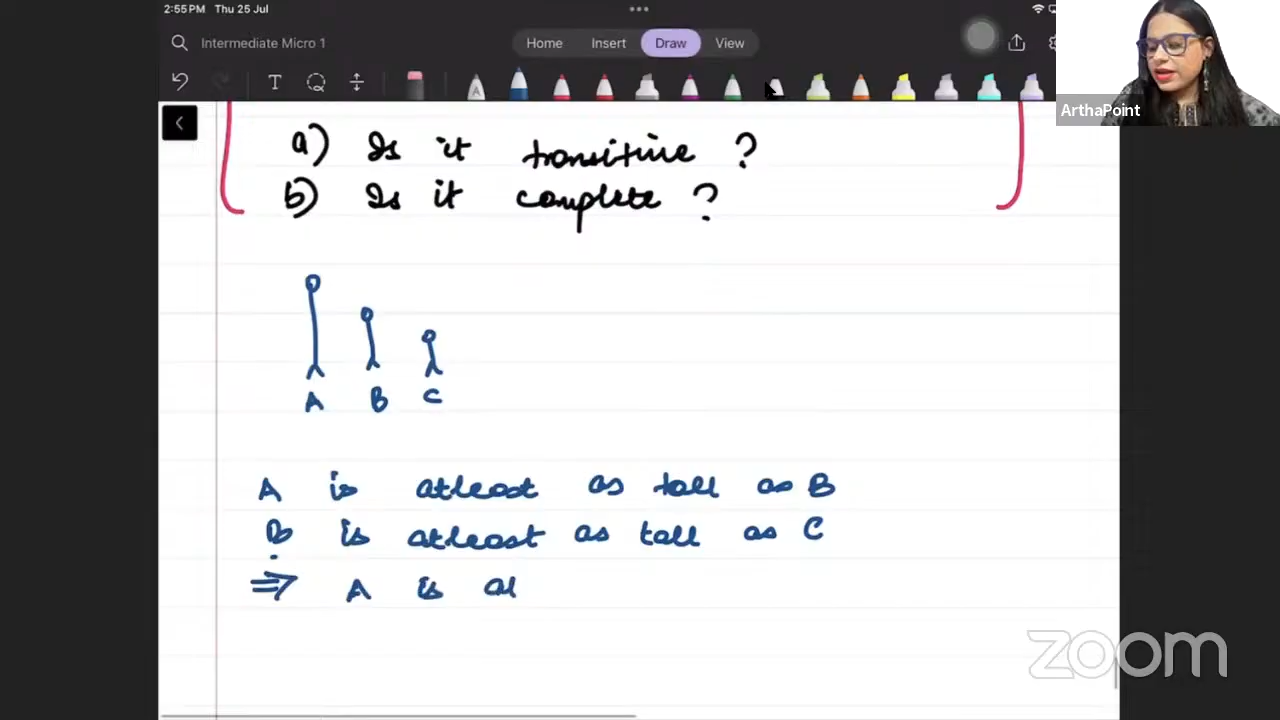 2:55 PM Thu 25 Jul
Intermediate Micro 1
Home Insert Draw View
ArthaPoint
a) Is it transitive ?
b) Is it complete ?
A B C
A is atleast as tall as B
B is atleast as tall as C
⇒ A is at
zoom